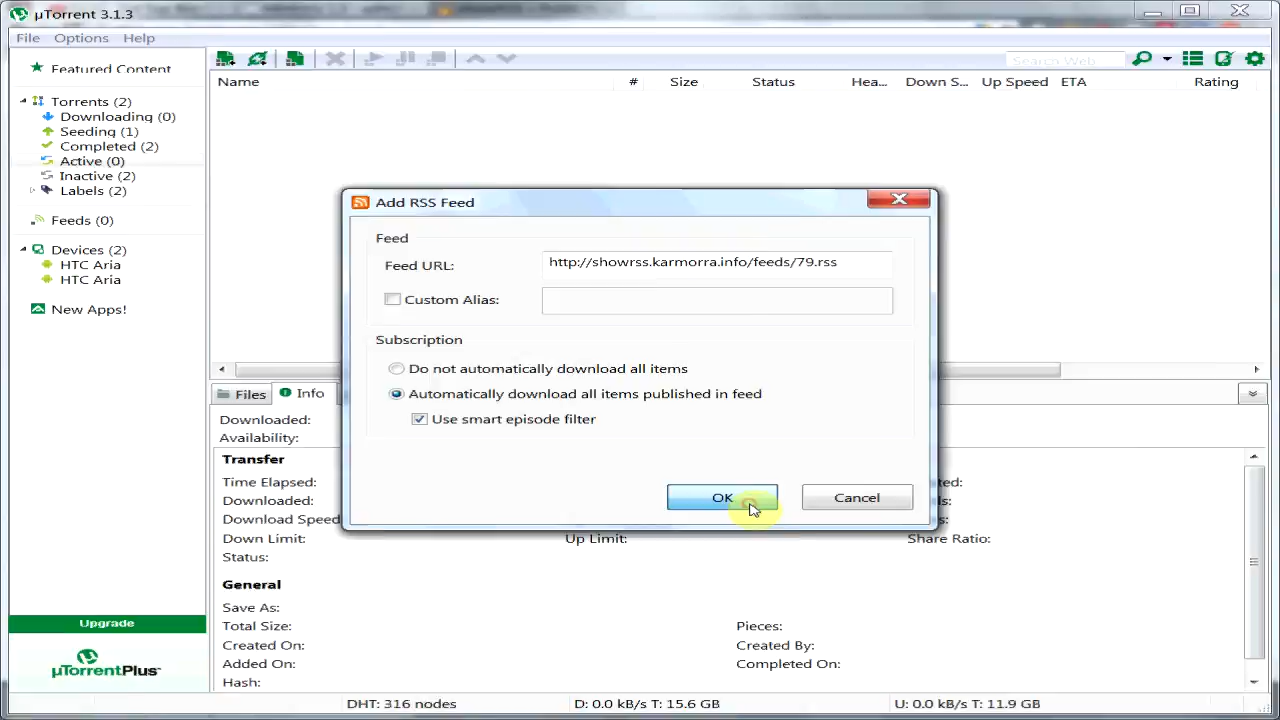 µTorrent 3.1.3
File Options Help
Featured Content
Search Web
Torrents (2)
Downloading (0)
Seeding (1)
Completed (2)
Active (0)
Inactive (2)
Labels (2)
Feeds (0)
Devices (2)
HTC Aria
HTC Aria
New Apps!
Upgrade
µTorrentPlus
Name # Size Status Hea... Down S... Up Speed ETA Rating
Add RSS Feed
Feed
Feed URL: http://showrss.karmorra.info/feeds/79.rss
Custom Alias:
Subscription
Do not automatically download all items
Automatically download all items published in feed
Use smart episode filter
OK Cancel
Files Info
Downloaded:
Availability:
Transfer
Time Elapsed:
Downloaded:
Download Speed
Down Limit: Up Limit: Share Ratio:
Status:
General
Save As:
Total Size: Pieces:
Created On: Created By:
Added On: Completed On:
Hash:
DHT: 316 nodes D: 0.0 kB/s T: 15.6 GB U: 0.0 kB/s T: 11.9 GB